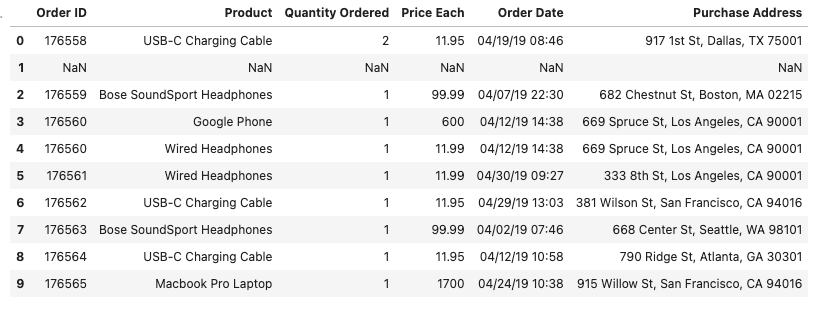 Order ID Product Quantity Ordered Price Each Order Date Purchase Address
0 176558 USB-C Charging Cable 2 11.95 04/19/19 08:46 917 1st St, Dallas, TX 75001
1 NaN NaN NaN NaN NaN NaN
2 176559 Bose SoundSport Headphones 1 99.99 04/07/19 22:30 682 Chestnut St, Boston, MA 02215
3 176560 Google Phone 1 600 04/12/19 14:38 669 Spruce St, Los Angeles, CA 90001
4 176560 Wired Headphones 1 11.99 04/12/19 14:38 669 Spruce St, Los Angeles, CA 90001
5 176561 Wired Headphones 1 11.99 04/30/19 09:27 333 8th St, Los Angeles, CA 90001
6 176562 USB-C Charging Cable 1 11.95 04/29/19 13:03 381 Wilson St, San Francisco, CA 94016
7 176563 Bose SoundSport Headphones 1 99.99 04/02/19 07:46 668 Center St, Seattle, WA 98101
8 176564 USB-C Charging Cable 1 11.95 04/12/19 10:58 790 Ridge St, Atlanta, GA 30301
9 176565 Macbook Pro Laptop 1 1700 04/24/19 10:38 915 Willow St, San Francisco, CA 94016